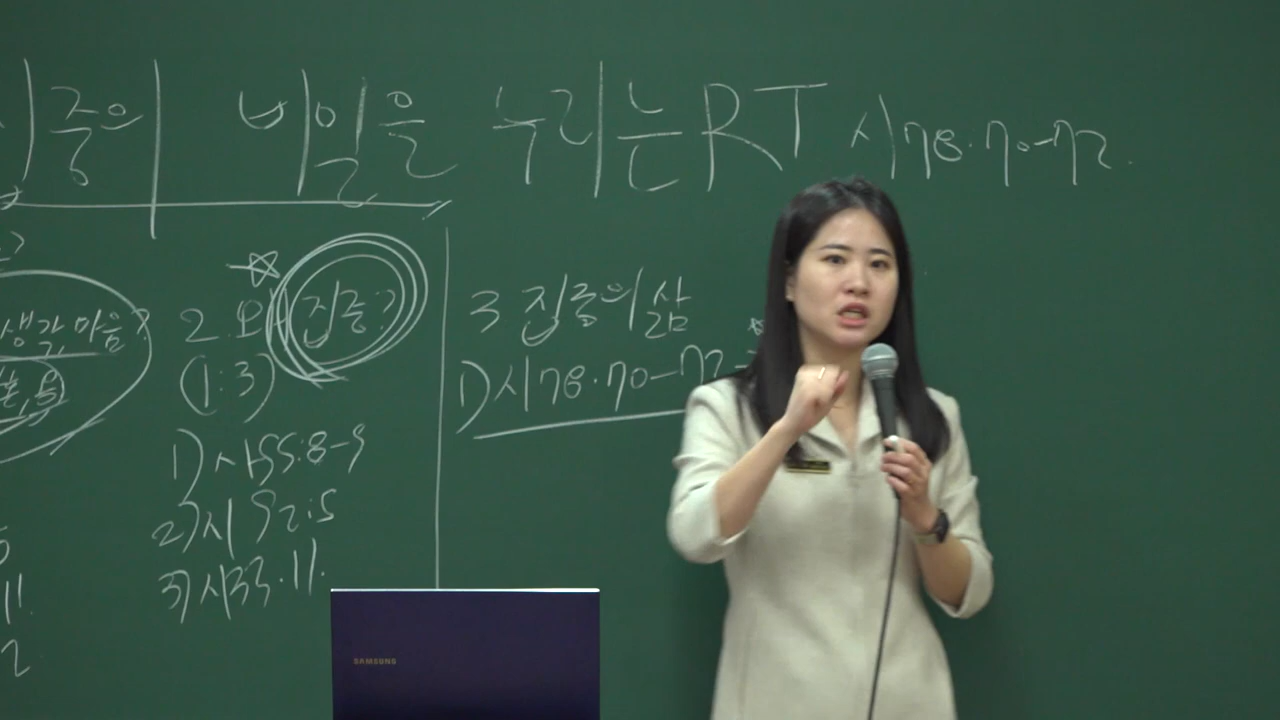 집중의 비밀을 누리는 RT 시78:70-72.
생각, 마음?
2. 왜 집중?
(1:3)
1) 사55:8-9
2) 시92:5
3) 시33:11.
3 집중의 삶
1) 시78:70-72
SAMSUNG